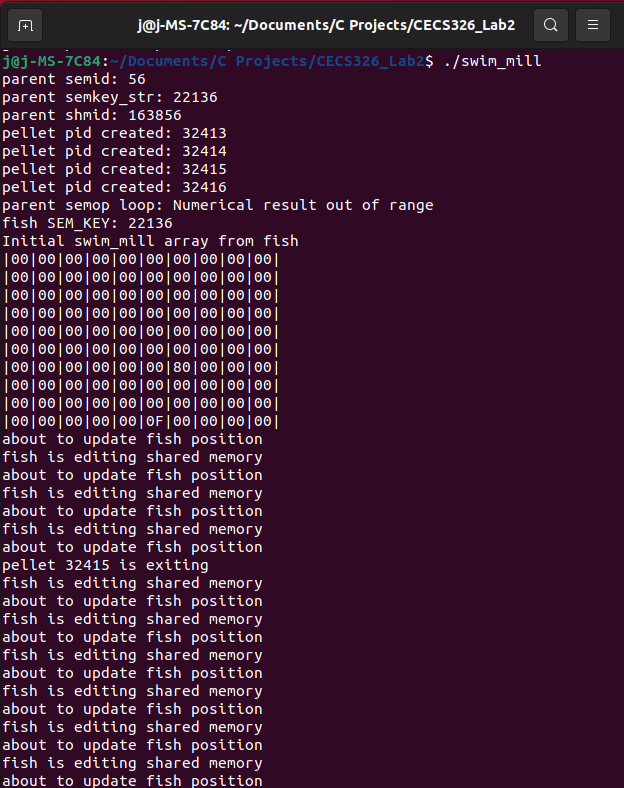 j@j-MS-7C84: ~/Documents/C Projects/CECS326_Lab2
j@j-MS-7C84:~/Documents/C Projects/CECS326_Lab2$ ./swim_mill
parent semid: 56
parent semkey_str: 22136
parent shmid: 163856
pellet pid created: 32413
pellet pid created: 32414
pellet pid created: 32415
pellet pid created: 32416
parent semop loop: Numerical result out of range
fish SEM_KEY: 22136
Initial swim_mill array from fish
|00|00|00|00|00|00|00|00|00|00|
|00|00|00|00|00|00|00|00|00|00|
|00|00|00|00|00|00|00|00|00|00|
|00|00|00|00|00|00|00|00|00|00|
|00|00|00|00|00|00|00|00|00|00|
|00|00|00|00|00|00|00|00|00|00|
|00|00|00|00|00|00|80|00|00|00|
|00|00|00|00|00|00|00|00|00|00|
|00|00|00|00|00|00|00|00|00|00|
|00|00|00|00|00|0F|00|00|00|00|
about to update fish position
fish is editing shared memory
about to update fish position
fish is editing shared memory
about to update fish position
fish is editing shared memory
about to update fish position
pellet 32415 is exiting
fish is editing shared memory
about to update fish position
fish is editing shared memory
about to update fish position
fish is editing shared memory
about to update fish position
fish is editing shared memory
about to update fish position
fish is editing shared memory
about to update fish position
fish is editing shared memory
about to update fish position